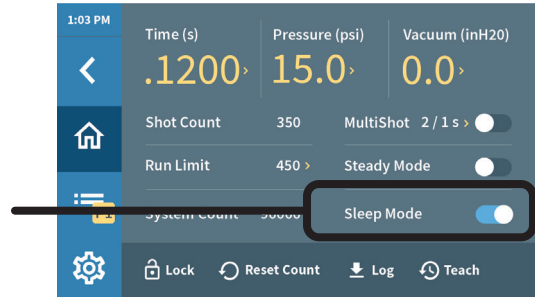 1:03 PM
Time (s) Pressure (psi) Vacuum (inH20)
.1200 15.0 0.0
Shot Count 350 MultiShot 2 / 1 s
Run Limit 450 Steady Mode
Sleep Mode
Lock Reset Count Log Teach